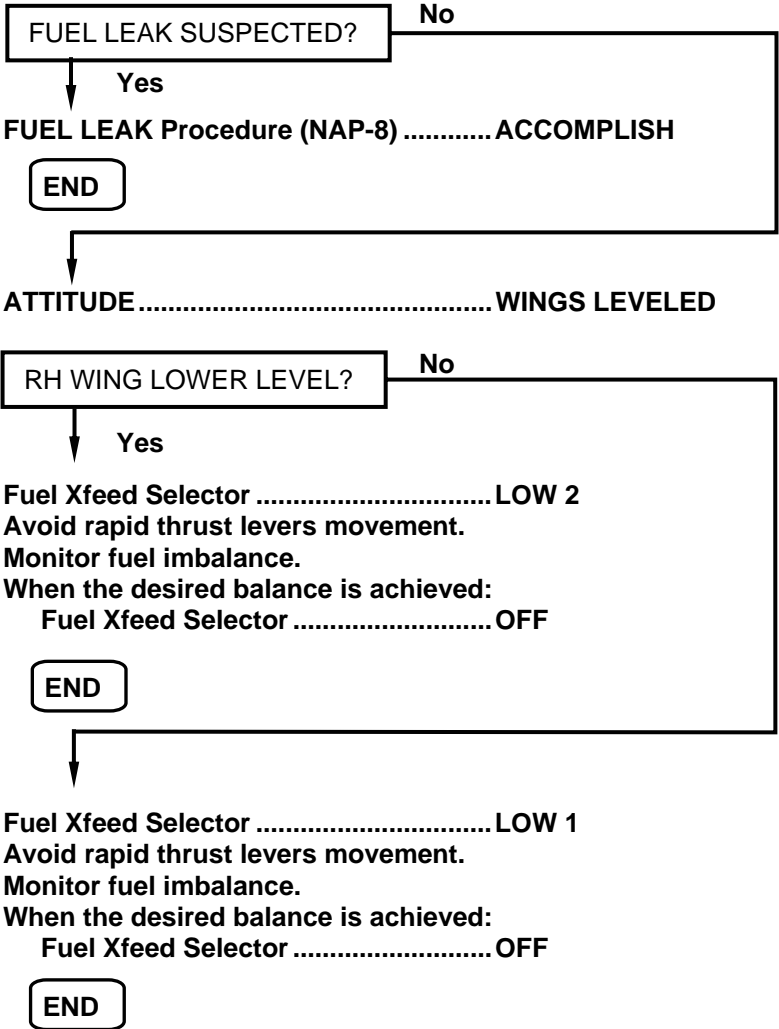 FUEL LEAK SUSPECTED?
No
Yes
FUEL LEAK Procedure (NAP-8) ............ ACCOMPLISH
END
ATTITUDE ................................................ WINGS LEVELED
RH WING LOWER LEVEL?
No
Yes
Fuel Xfeed Selector ................................ LOW 2
Avoid rapid thrust levers movement.
Monitor fuel imbalance.
When the desired balance is achieved:
Fuel Xfeed Selector ........................... OFF
END
Fuel Xfeed Selector ................................ LOW 1
Avoid rapid thrust levers movement.
Monitor fuel imbalance.
When the desired balance is achieved:
Fuel Xfeed Selector ........................... OFF
END